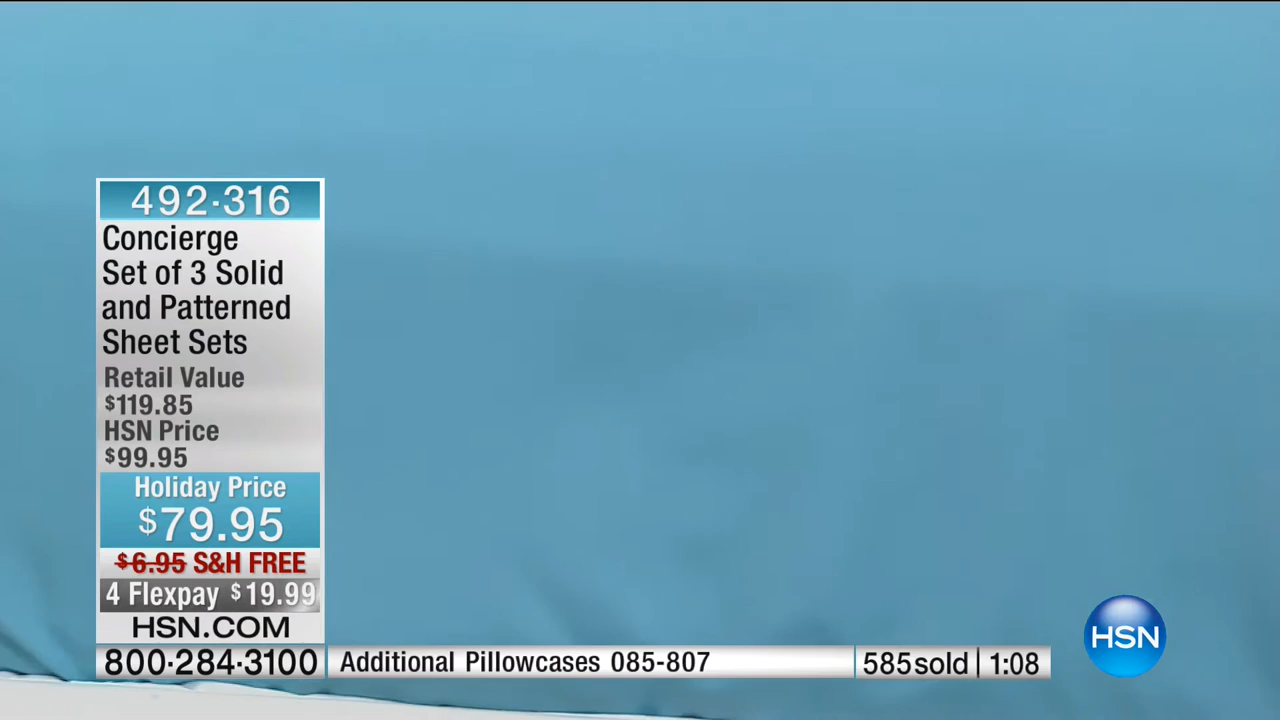 492·316
Concierge
Set of 3 Solid
and Patterned
Sheet Sets
Retail Value
$119.85
HSN Price
$99.95
Holiday Price
$79.95
$6.95 S&H FREE
4 Flexpay $19.99
HSN.COM
800·284·3100
Additional Pillowcases 085-807
585 sold 1:08
HSN